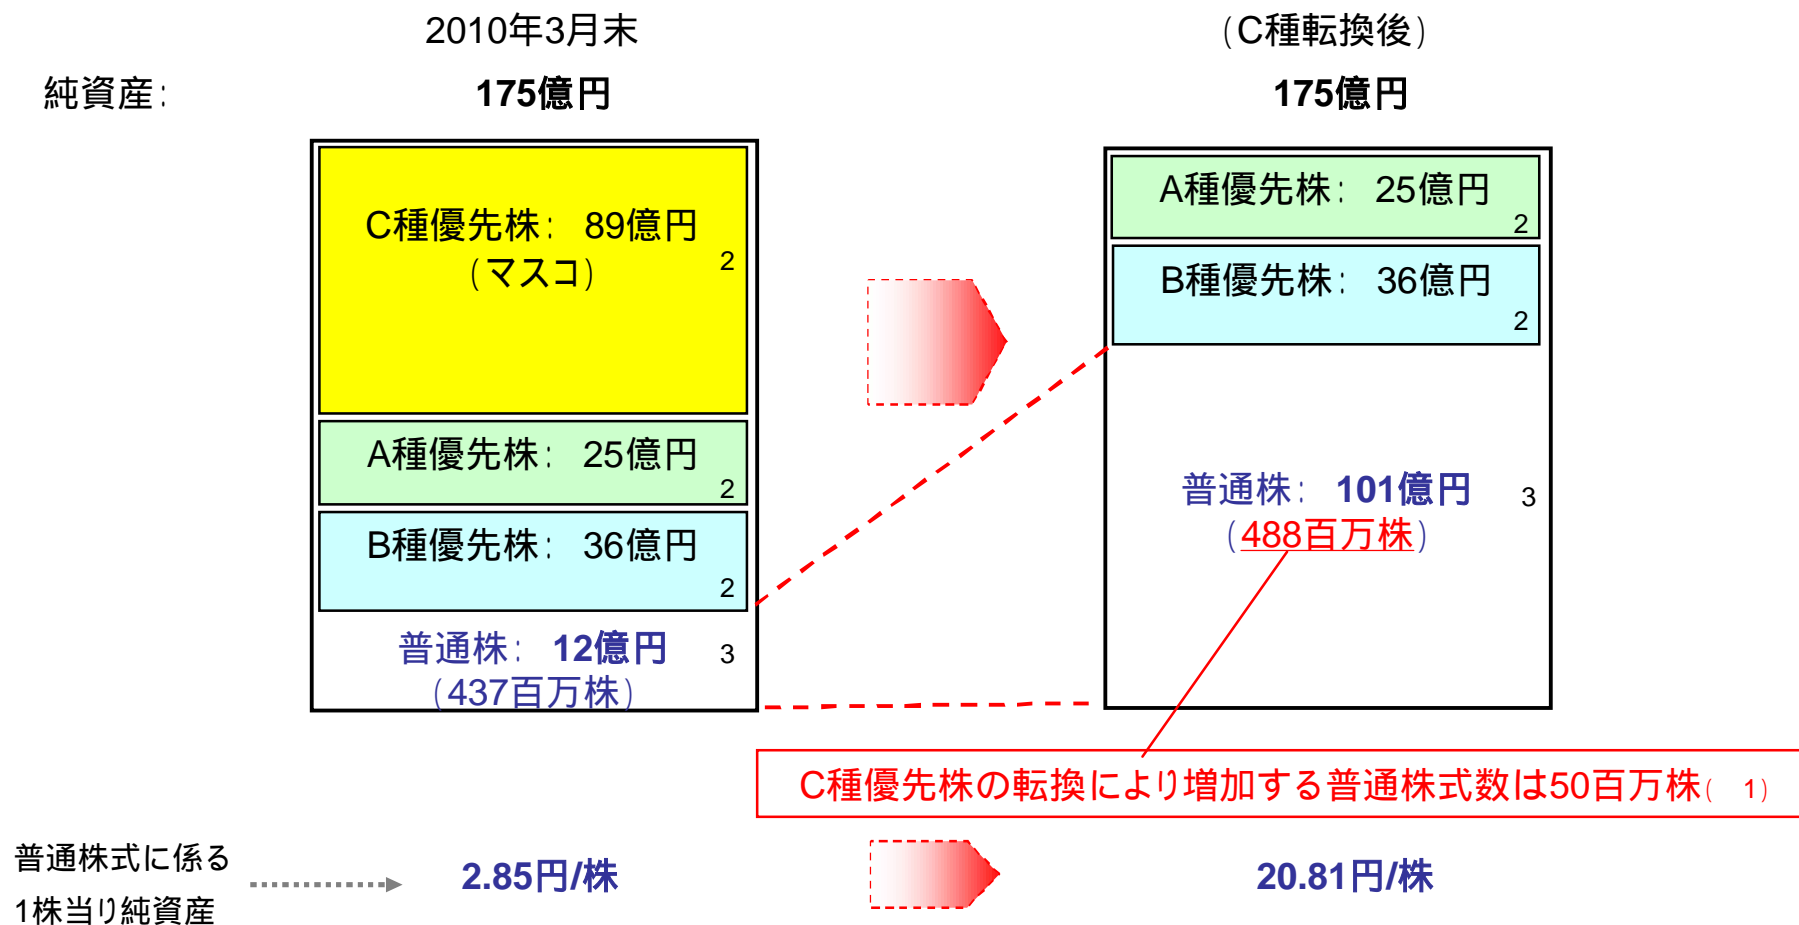 2010年3月末
(C種転換後)
純資産:
175億円
175億円
C種優先株: 89億円
(マスコ)
2
A種優先株: 25億円
2
B種優先株: 36億円
2
普通株: 12億円
3
(437百万株)
A種優先株: 25億円
2
B種優先株: 36億円
2
普通株: 101億円
3
(488百万株)
C種優先株の転換により増加する普通株式数は50百万株( 1)
普通株式に係る
1株当り純資産
2.85円/株
20.81円/株